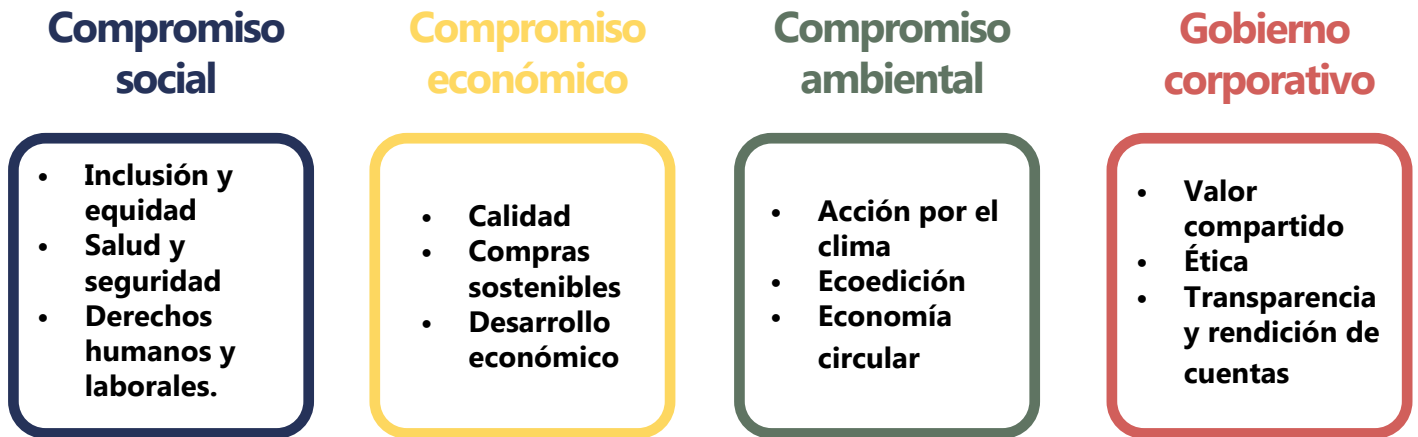 Compromiso
social
• Inclusión y
equidad
• Salud y
seguridad
• Derechos
humanos y
laborales.
Compromiso
económico
• Calidad
• Compras
sostenibles
• Desarrollo
económico
Compromiso
ambiental
• Acción por el
clima
• Ecoedición
• Economía
circular
Gobierno
corporativo
• Valor
compartido
• Ética
• Transparencia
y rendición de
cuentas